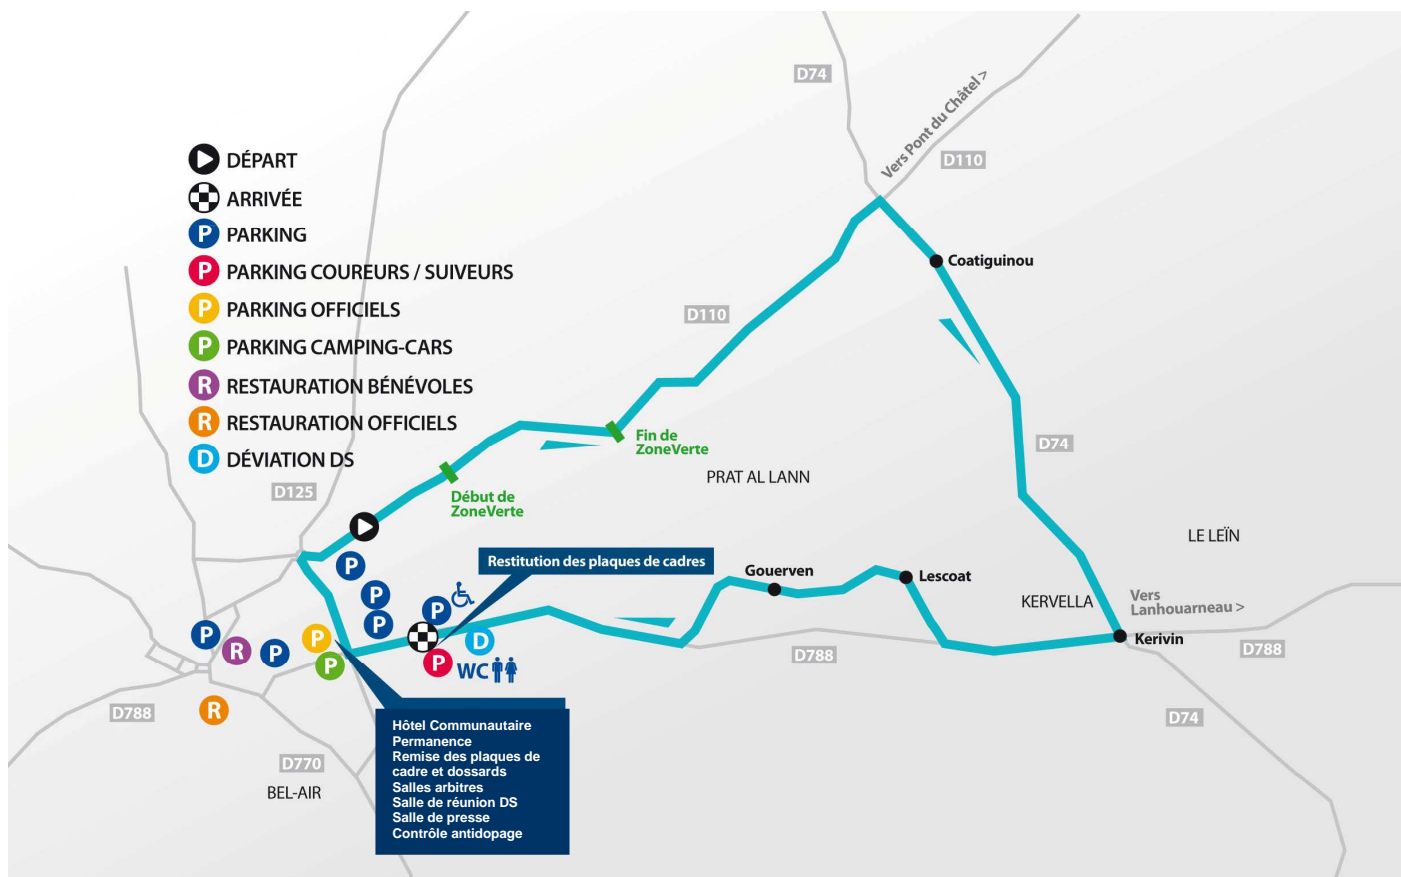 D74
Vers Pont du Châtel >
D110
P DÉPART
ARRIVÉE
P PARKING
P PARKING COUREURS / SUIVEURS
P PARKING OFFICIELS
P PARKING CAMPING-CARS
R RESTAURATION BÉNÉVOLES
R RESTAURATION OFFICIELS
D DÉVIATION DS
Coatiguinou
D110
Fin de
ZoneVerte
D74
PRAT AL LANN
D125
Début de
ZoneVerte
LE LEÏN
Restitution des plaques de cadres
P
P
P
P
Gouerven
Lescoat
KERVELLA
Vers
Lanhouarneau >
Kerivin
P
R
P
P
P
P
D
WC
D788
D788
R
D788
D74
D770
BEL-AIR
Hôtel Communautaire
Permanence
Remise des plaques de
cadre et dossards
Salles arbitres
Salle de réunion DS
Salle de presse
Contrôle antidopage